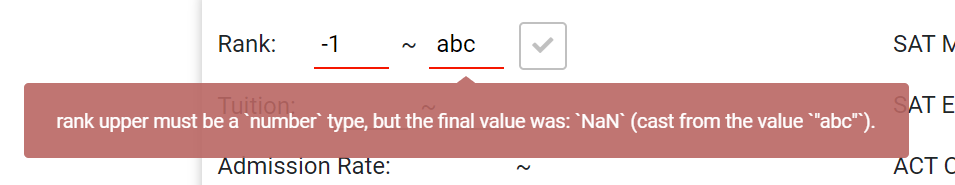 Rank: -1 ~ abc SAT M
Tuition: ~ SAT E
rank upper must be a `number` type, but the final value was: `NaN` (cast from the value `"abc"`).
Admission Rate: ~ ACT C